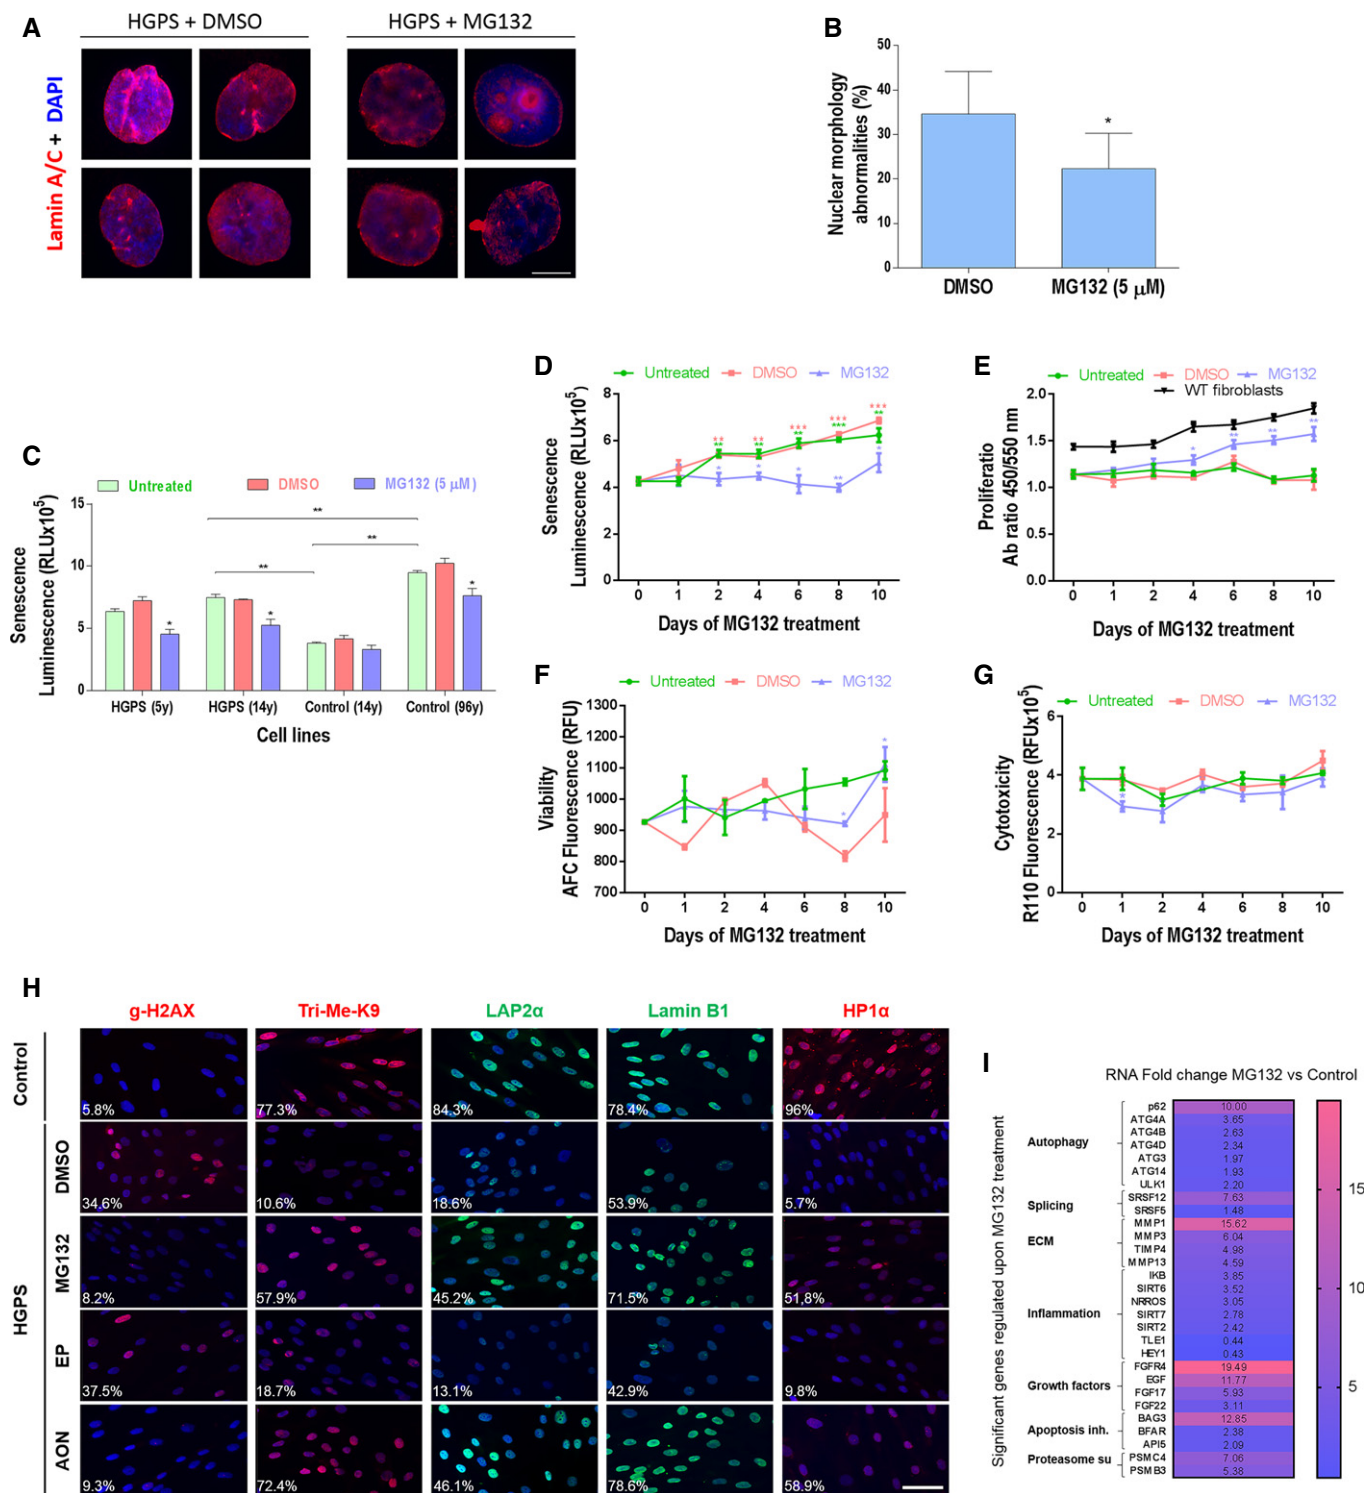 A
HGPS + DMSO
HGPS + MG132
Lamin A/C + DAPI
B
Nuclear morphology
abnormalities (%)
50
40
30
20
10
0
*
DMSO
MG132 (5 μM)
C
Untreated
DMSO
MG132 (5 μM)
Senescence
Luminescence (RLUx10⁵)
15
10
5
0
**
**
**
*
*
*
HGPS (5y)
HGPS (14y)
Control (14y)
Control (96y)
Cell lines
D
Untreated
DMSO
MG132
Senescence
Luminescence (RLUx10⁵)
8
6
4
2
0
** ** *** *** ***
** ** ** *** **
* * * ** *
0 1 2 4 6 8 10
Days of MG132 treatment
E
Untreated
DMSO
MG132
WT fibroblasts
Proliferatio
Ab ratio 450/550 nm
2.0
1.5
1.0
0.5
0.0
* ** ** **
0 1 2 4 6 8 10
Days of MG132 treatment
F
Untreated
DMSO
MG132
Viability
AFC Fluorescence (RFU)
1300
1200
1100
1000
900
800
700
* *
0 1 2 4 6 8 10
Days of MG132 treatment
G
Untreated
DMSO
MG132
Cytotoxicity
R110 Fluorescence (RFUx10⁵)
6
4
2
0
*
0 1 2 4 6 8 10
Days of MG132 treatment
H
g-H2AX
Tri-Me-K9
LAP2α
Lamin B1
HP1α
Control
5.8%
77.3%
84.3%
78.4%
96%
HGPS
DMSO
34.6%
10.6%
18.6%
53.9%
5.7%
MG132
8.2%
57.9%
45.2%
71.5%
51,8%
EP
37.5%
18.7%
13.1%
42.9%
9.8%
AON
9.3%
72.4%
46.1%
78.6%
58.9%
I
RNA Fold change MG132 vs Control
Significant genes regulated upon MG132 treatment
Autophagy
p62 10.00
ATG4A 3.65
ATG4B 2.63
ATG4D 2.34
ATG3 1.97
ATG14 1.93
ULK1 2.20
Splicing
SRSF12 7.63
SRSF5 1.48
ECM
MMP1 15.62
MMP3 6.04
TIMP4 4.98
MMP13 4.59
Inflammation
IKB 3.85
SIRT6 3.52
NRROS 3.05
SIRT7 2.78
SIRT2 2.42
TLE1 0.44
HEY1 0.43
Growth factors
FGFR4 19.49
EGF 11.77
FGF17 5.93
FGF22 3.11
Apoptosis inh.
BAG3 12.85
BFAR 2.38
API5 2.09
Proteasome su
PSMC4 7.06
PSMB3 5.38
15
10
5